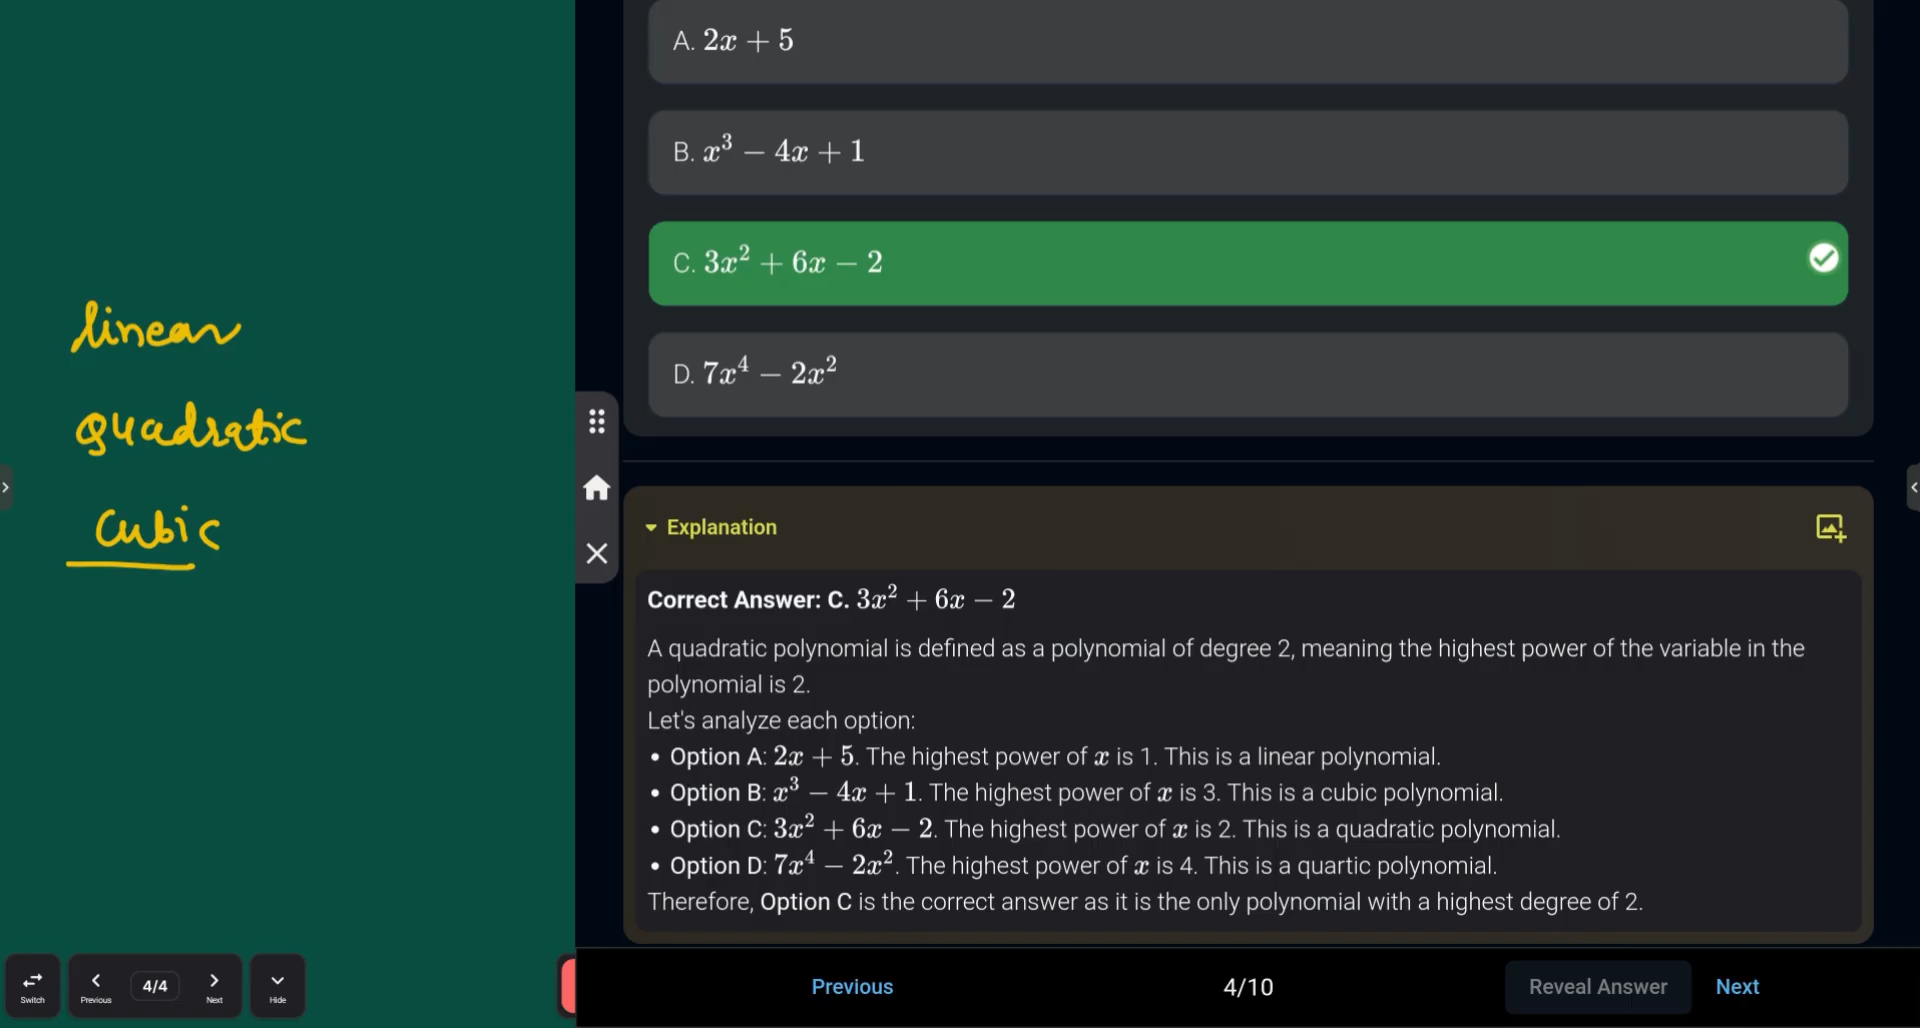 linear
quadratic
cubic
Switch
Previous
4/4
Next
Hide
A. 2x + 5
B. x³ − 4x + 1
C. 3x² + 6x − 2
D. 7x⁴ − 2x²
Explanation
Correct Answer: C. 3x² + 6x − 2
A quadratic polynomial is defined as a polynomial of degree 2, meaning the highest power of the variable in the
polynomial is 2.
Let's analyze each option:
• Option A: 2x + 5. The highest power of x is 1. This is a linear polynomial.
• Option B: x³ − 4x + 1. The highest power of x is 3. This is a cubic polynomial.
• Option C: 3x² + 6x − 2. The highest power of x is 2. This is a quadratic polynomial.
• Option D: 7x⁴ − 2x². The highest power of x is 4. This is a quartic polynomial.
Therefore, Option C is the correct answer as it is the only polynomial with a highest degree of 2.
Previous
4/10
Reveal Answer
Next